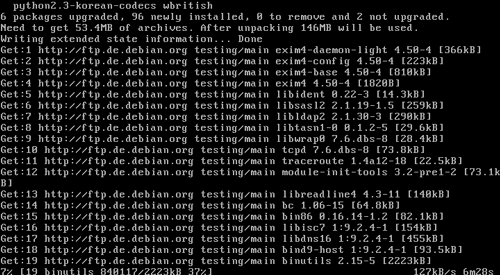 python2.3-korean-codecs wbritish
6 packages upgraded, 96 newly installed, 0 to remove and 2 not upgraded.
Need to get 53.4MB of archives. After unpacking 146MB will be used.
Writing extended state information... Done
Get:1 http://ftp.de.debian.org testing/main exim4-daemon-light 4.50-4 [366kB]
Get:2 http://ftp.de.debian.org testing/main exim4-config 4.50-4 [223kB]
Get:3 http://ftp.de.debian.org testing/main exim4-base 4.50-4 [810kB]
Get:4 http://ftp.de.debian.org testing/main exim4 4.50-4 [1820B]
Get:5 http://ftp.de.debian.org testing/main libident 0.22-3 [14.3kB]
Get:6 http://ftp.de.debian.org testing/main libsasl2 2.1.19-1.5 [259kB]
Get:7 http://ftp.de.debian.org testing/main libldap2 2.1.30-3 [290kB]
Get:8 http://ftp.de.debian.org testing/main libtasn1-0 0.1.2-5 [29.6kB]
Get:9 http://ftp.de.debian.org testing/main libwrap0 7.6.dbs-8 [28.4kB]
Get:10 http://ftp.de.debian.org testing/main tcpd 7.6.dbs-8 [73.8kB]
Get:11 http://ftp.de.debian.org testing/main traceroute 1.4a12-18 [22.5kB]
Get:12 http://ftp.de.debian.org testing/main module-init-tools 3.2-pre1-2 [73.1k
B]
Get:13 http://ftp.de.debian.org testing/main libreadline4 4.3-11 [140kB]
Get:14 http://ftp.de.debian.org testing/main bc 1.06-15 [64.8kB]
Get:15 http://ftp.de.debian.org testing/main bin86 0.16.14-1.2 [82.1kB]
Get:16 http://ftp.de.debian.org testing/main libisc7 1:9.2.4-1 [154kB]
Get:17 http://ftp.de.debian.org testing/main libdns16 1:9.2.4-1 [455kB]
Get:18 http://ftp.de.debian.org testing/main bind9-host 1:9.2.4-1 [93.5kB]
Get:19 http://ftp.de.debian.org testing/main binutils 2.15-5 [2223kB]
7% [19 binutils 840117/2223kB 37%] 127kB/s 6m28s